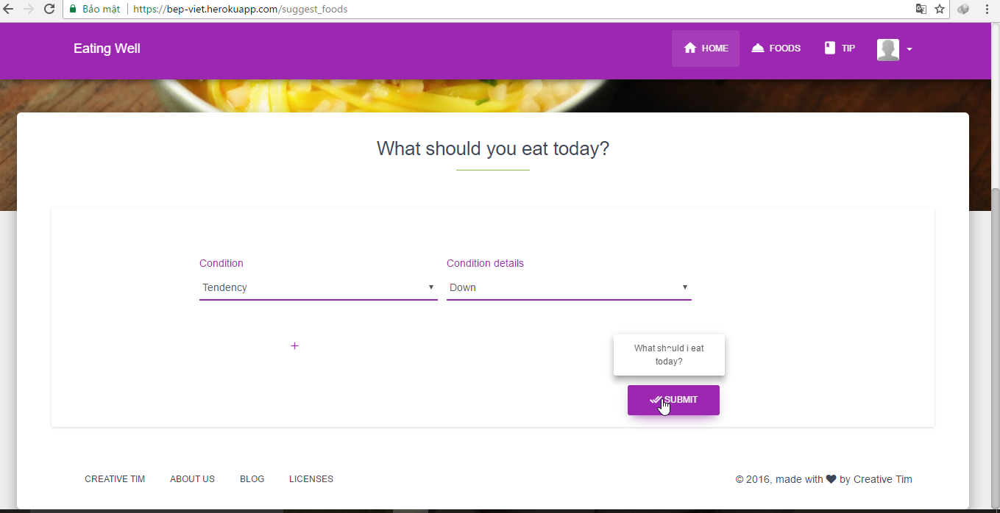 Bảo mật https://bep-viet.herokuapp.com/suggest_foods
Eating Well HOME FOODS TIP
What should you eat today?
Condition Condition details
Tendency Down
+
What should i eat
today?
SUBMIT
CREATIVE TIM ABOUT US BLOG LICENSES © 2016, made with ♥ by Creative Tim